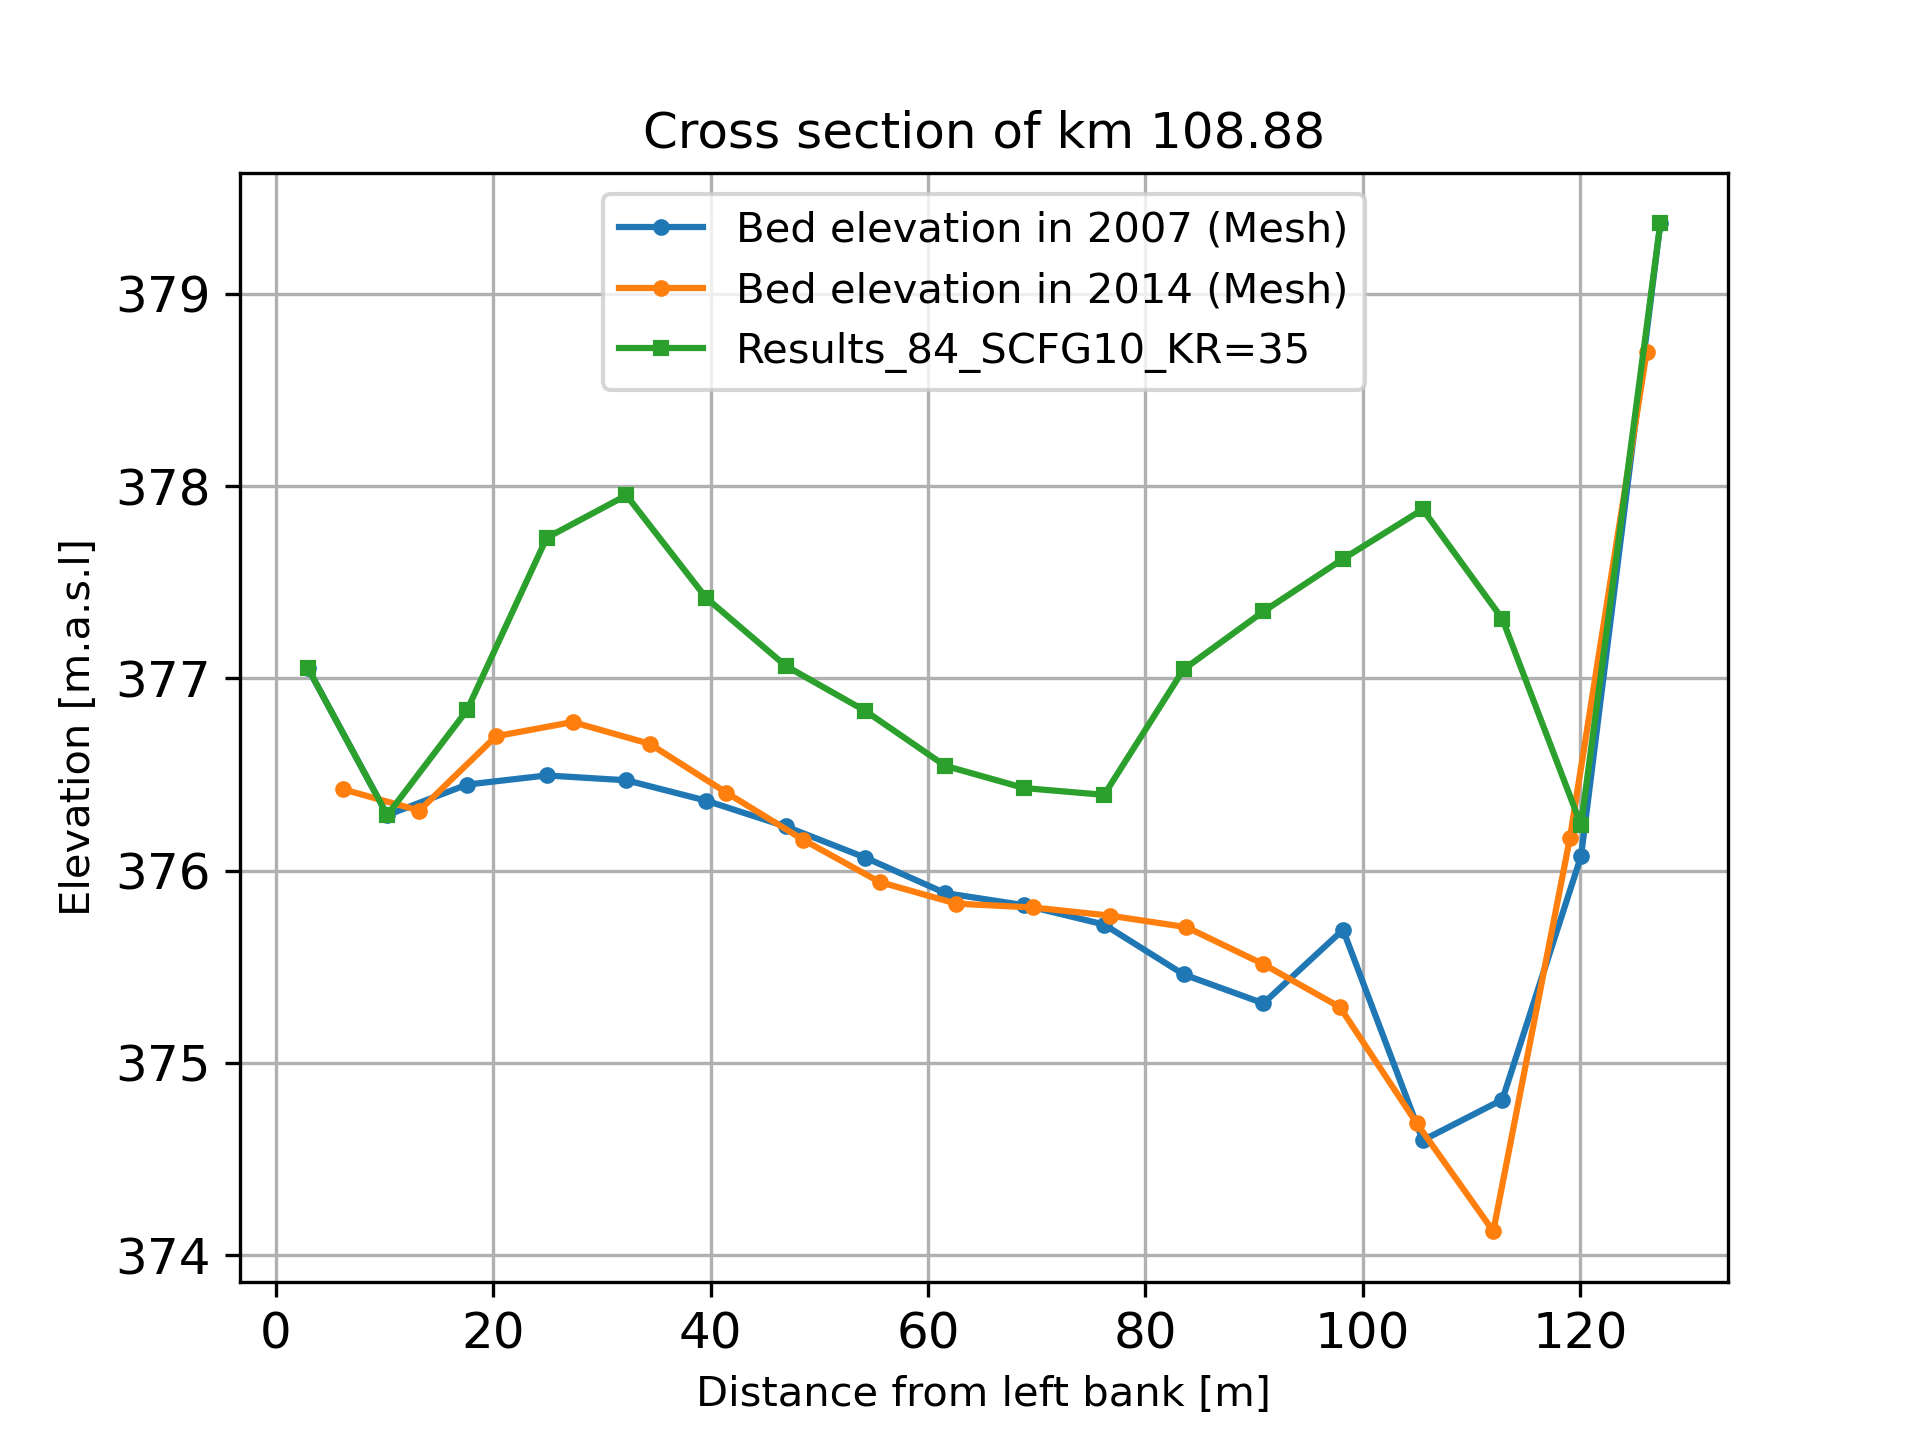 Cross section of km 108.88
Bed elevation in 2007 (Mesh)
Bed elevation in 2014 (Mesh)
Results_84_SCFG10_KR=35
Elevation [m.a.s.l]
379
378
377
376
375
374
0 20 40 60 80 100 120
Distance from left bank [m]